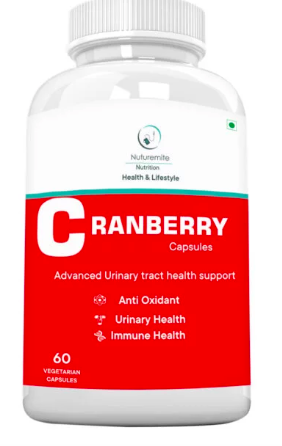 Nuturemite
Nutrition
Health & Lifestyle
CRANBERRY
Capsules
Advanced Urinary tract health support
Anti Oxidant
Urinary Health
Immune Health
60
VEGETARIAN
CAPSULES